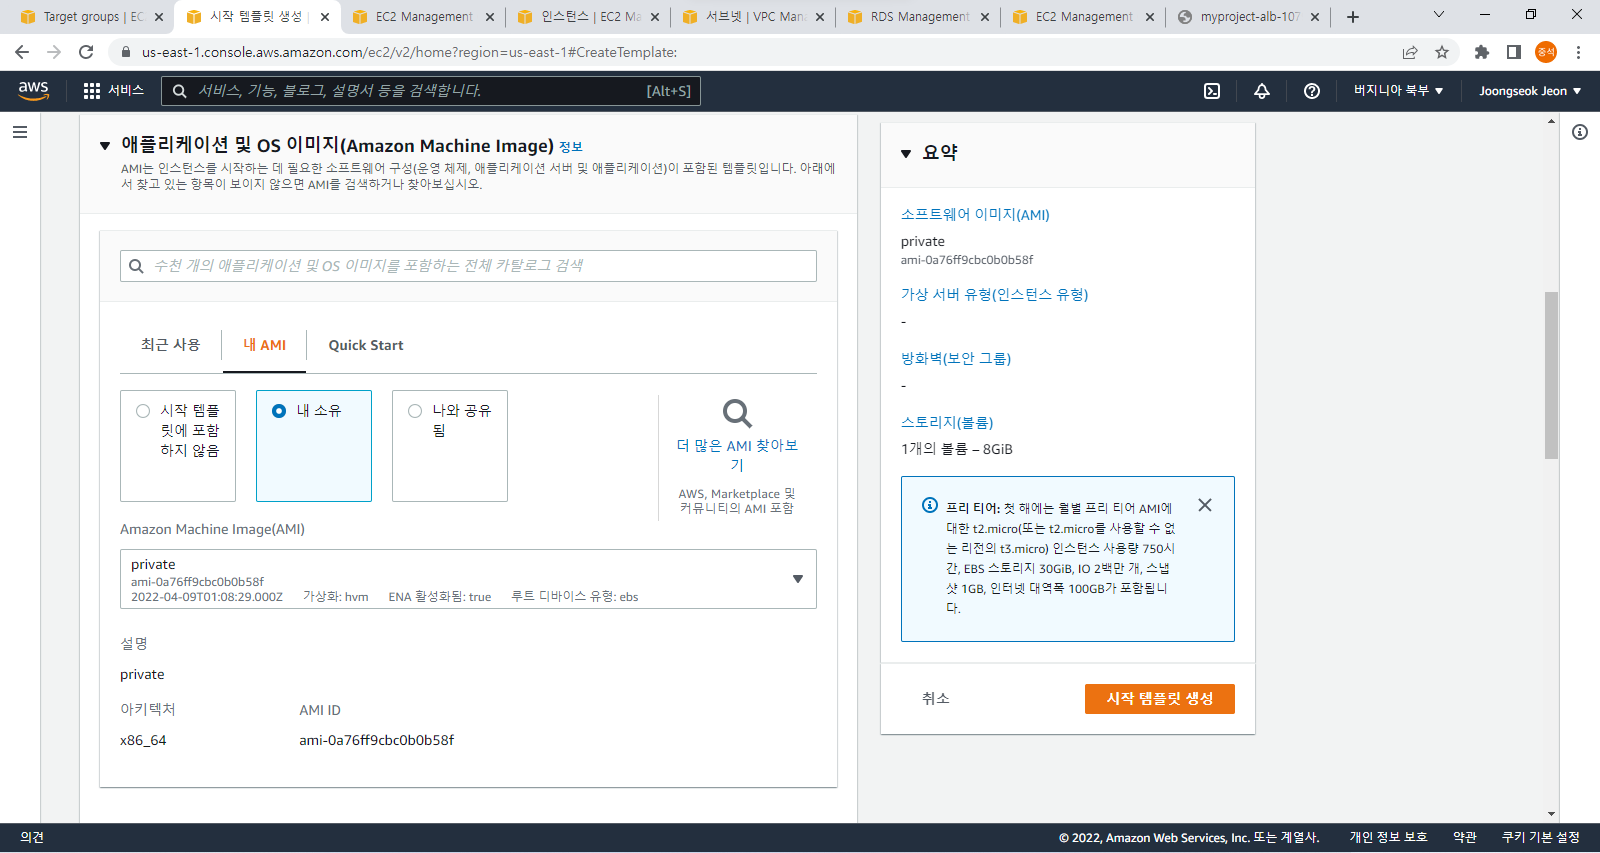 Target groups | EC
시작 템플릿 생성 |
EC2 Management
인스턴스 | EC2 Ma
서브넷 | VPC Man
RDS Management
EC2 Management
myproject-alb-107
us-east-1.console.aws.amazon.com/ec2/v2/home?region=us-east-1#CreateTemplate:
중석
aws
서비스
서비스, 기능, 블로그, 설명서 등을 검색합니다.
[Alt+S]
버지니아 북부
Joongseok Jeon
애플리케이션 및 OS 이미지(Amazon Machine Image) 정보
AMI는 인스턴스를 시작하는 데 필요한 소프트웨어 구성(운영 체제, 애플리케이션 서버 및 애플리케이션)이 포함된 템플릿입니다. 아래에
서 찾고 있는 항목이 보이지 않으면 AMI를 검색하거나 찾아보십시오.
수천 개의 애플리케이션 및 OS 이미지를 포함하는 전체 카탈로그 검색
최근 사용
내 AMI
Quick Start
시작 템플
릿에 포함
하지 않음
내 소유
나와 공유
됨
더 많은 AMI 찾아보
기
AWS, Marketplace 및
커뮤니티의 AMI 포함
Amazon Machine Image(AMI)
private
ami-0a76ff9cbc0b0b58f
2022-04-09T01:08:29.000Z 가상화: hvm ENA 활성화됨: true 루트 디바이스 유형: ebs
설명
private
아키텍처 AMI ID
x86_64 ami-0a76ff9cbc0b0b58f
요약
소프트웨어 이미지(AMI)
private
ami-0a76ff9cbc0b0b58f
가상 서버 유형(인스턴스 유형)
-
방화벽(보안 그룹)
-
스토리지(볼륨)
1개의 볼륨 – 8GiB
프리 티어: 첫 해에는 월별 프리 티어 AMI에
대한 t2.micro(또는 t2.micro를 사용할 수 없
는 리전의 t3.micro) 인스턴스 사용량 750시
간, EBS 스토리지 30GiB, IO 2백만 개, 스냅
샷 1GB, 인터넷 대역폭 100GB가 포함됩니
다.
취소
시작 템플릿 생성
의견
© 2022, Amazon Web Services, Inc. 또는 계열사.
개인 정보 보호
약관
쿠키 기본 설정